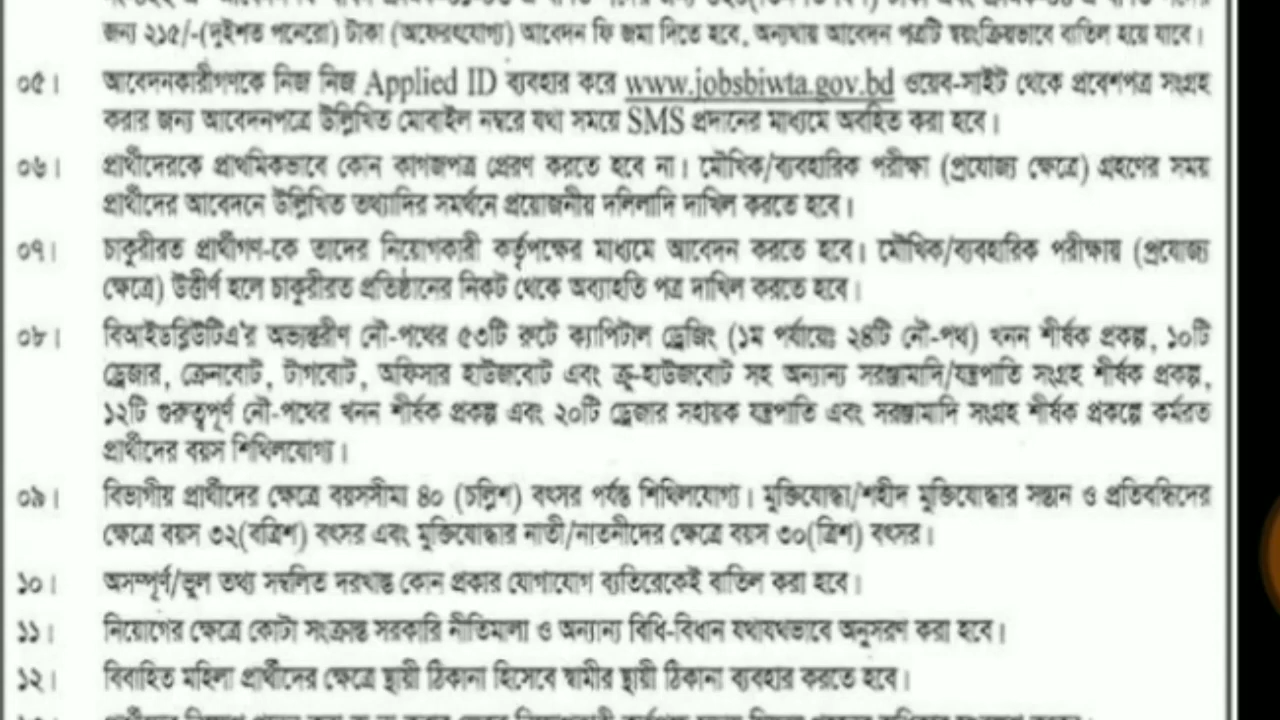 জন্য ২১৫/-(দুইশত পনেরো) টাকা (অফেরৎযোগ্য) আবেদন ফি জমা দিতে হবে, অন্যথায় আবেদন পত্রটি স্বয়ংক্রিয়ভাবে বাতিল হয়ে যাবে।
০৫। আবেদনকারীগণকে নিজ নিজ Applied ID ব্যবহার করে www.jobsbiwta.gov.bd ওয়েব-সাইট থেকে প্রবেশপত্র সংগ্রহ
করার জন্য আবেদনপত্রে উল্লিখিত মোবাইল নম্বরে যথা সময়ে SMS প্রদানের মাধ্যমে অবহিত করা হবে।
০৬। প্রার্থীদেরকে প্রাথমিকভাবে কোন কাগজপত্র প্রেরণ করতে হবে না। মৌখিক/ব্যবহারিক পরীক্ষা (প্রযোজ্য ক্ষেত্রে) গ্রহণের সময়
প্রার্থীদের আবেদনে উল্লিখিত তথ্যাদির সমর্থনে প্রয়োজনীয় দলিলাদি দাখিল করতে হবে।
০৭। চাকুরীরত প্রার্থীগণ-কে তাদের নিয়োগকারী কর্তৃপক্ষের মাধ্যমে আবেদন করতে হবে। মৌখিক/ব্যবহারিক পরীক্ষায় (প্রযোজ্য
ক্ষেত্রে) উত্তীর্ণ হলে চাকুরীরত প্রতিষ্ঠানের নিকট থেকে অব্যাহতি পত্র দাখিল করতে হবে।
০৮। বিআইডব্লিউটিএ'র অভ্যন্তরীণ নৌ-পথের ৫৩টি রুটে ক্যাপিটাল ড্রেজিং (১ম পর্যায়ঃ ২৪টি নৌ-পথ) খনন শীর্ষক প্রকল্প, ১০টি
ড্রেজার, ক্রেনবোট, টাগবোট, অফিসার হাউজবোট এবং ক্রু-হাউজবোট সহ অন্যান্য সরঞ্জামাদি/যন্ত্রপাতি সংগ্রহ শীর্ষক প্রকল্প,
১২টি গুরুত্বপূর্ণ নৌ-পথের খনন শীর্ষক প্রকল্প এবং ২০টি ড্রেজার সহায়ক যন্ত্রপাতি এবং সরঞ্জামাদি সংগ্রহ শীর্ষক প্রকল্পে কর্মরত
প্রার্থীদের বয়স শিথিলযোগ্য।
০৯। বিভাগীয় প্রার্থীদের ক্ষেত্রে বয়সসীমা ৪০ (চল্লিশ) বৎসর পর্যন্ত শিথিলযোগ্য। মুক্তিযোদ্ধা/শহীদ মুক্তিযোদ্ধার সন্তান ও প্রতিবন্ধিদের
ক্ষেত্রে বয়স ৩২(বত্রিশ) বৎসর এবং মুক্তিযোদ্ধার নাতী/নাতনীদের ক্ষেত্রে বয়স ৩০(ত্রিশ) বৎসর।
১০। অসম্পূর্ণ/ভুল তথ্য সম্বলিত দরখাস্ত কোন প্রকার যোগাযোগ ব্যতিরেকেই বাতিল করা হবে।
১১। নিয়োগের ক্ষেত্রে কোটা সংক্রান্ত সরকারি নীতিমালা ও অন্যান্য বিধি-বিধান যথাযথভাবে অনুসরণ করা হবে।
১২। বিবাহিত মহিলা প্রার্থীদের ক্ষেত্রে স্থায়ী ঠিকানা হিসেবে স্বামীর স্থায়ী ঠিকানা ব্যবহার করতে হবে।